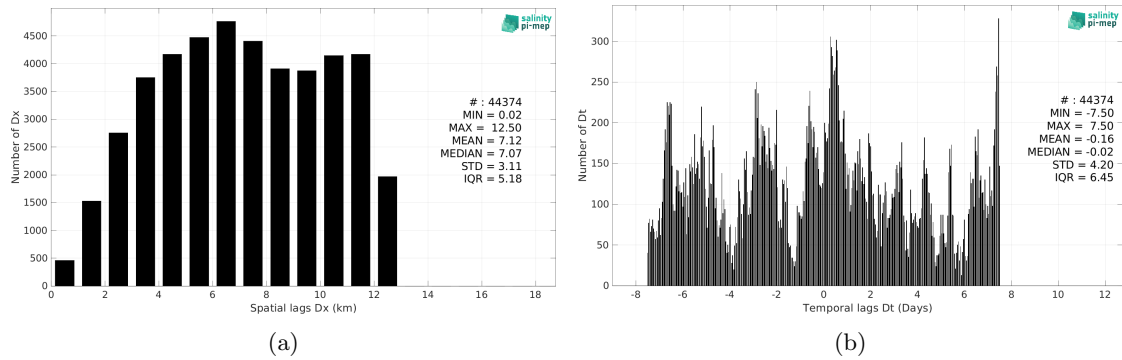 salinity
pi-mep
4500
4000
3500
3000
2500
2000
1500
1000
500
0
Number of Dx
# : 44374
MIN = 0.02
MAX = 12.50
MEAN = 7.12
MEDIAN = 7.07
STD = 3.11
IQR = 5.18
0 2 4 6 8 10 12 14 16 18
Spatial lags Dx (km)
(a)
salinity
pi-mep
300
250
200
150
100
50
0
Number of Dt
# : 44374
MIN = -7.50
MAX = 7.50
MEAN = -0.16
MEDIAN = -0.02
STD = 4.20
IQR = 6.45
-8 -6 -4 -2 0 2 4 6 8 10 12
Temporal lags Dt (Days)
(b)